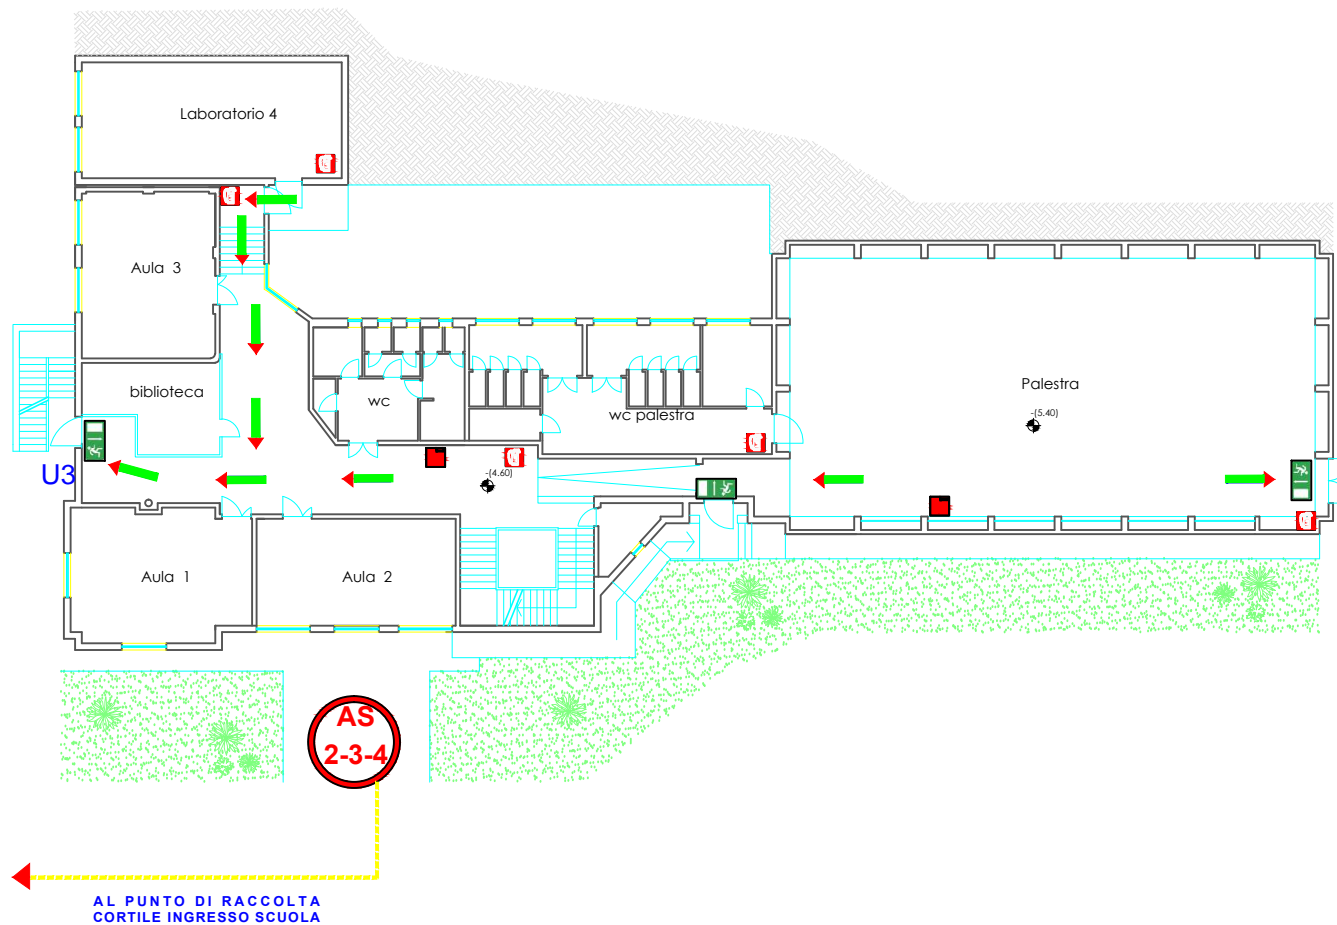 Laboratorio 4
Aula 3
biblioteca
wc
wc palestra
Palestra
-(5.40)
-(4.60)
U3
Aula 1
Aula 2
AS
2-3-4
AL PUNTO DI RACCOLTA
CORTILE INGRESSO SCUOLA